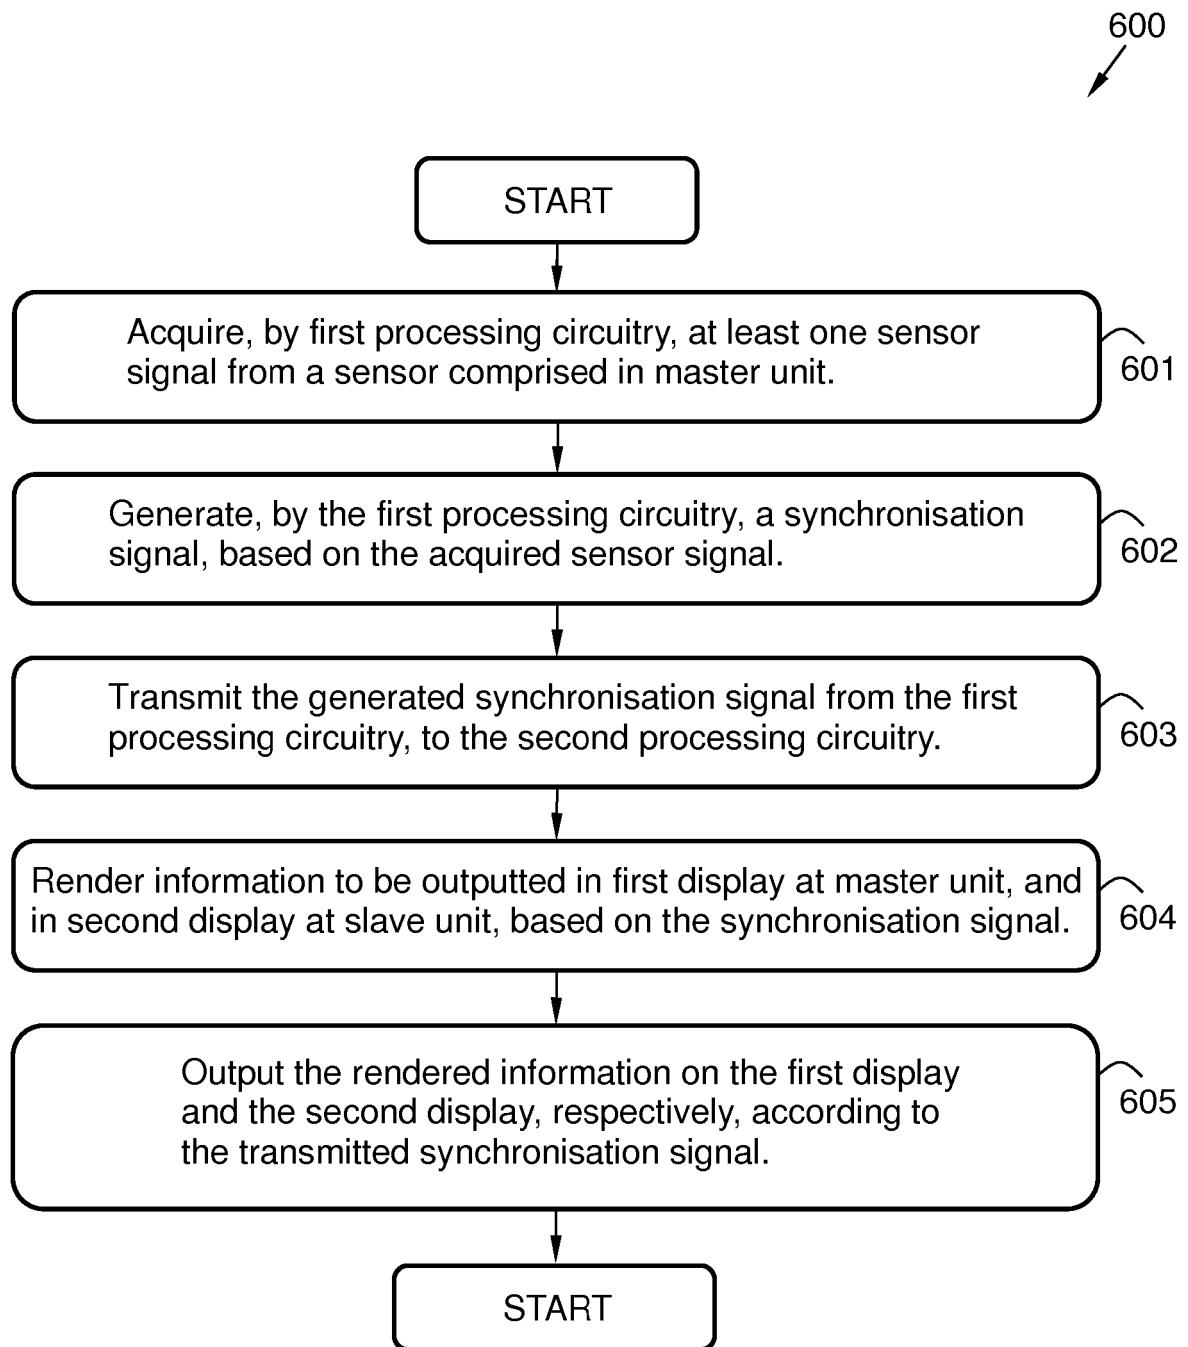 600
START
Acquire, by first processing circuitry, at least one sensor
signal from a sensor comprised in master unit.
601
Generate, by the first processing circuitry, a synchronisation
signal, based on the acquired sensor signal.
602
Transmit the generated synchronisation signal from the first
processing circuitry, to the second processing circuitry.
603
Render information to be outputted in first display at master unit, and
in second display at slave unit, based on the synchronisation signal.
604
Output the rendered information on the first display
and the second display, respectively, according to
the transmitted synchronisation signal.
605
START